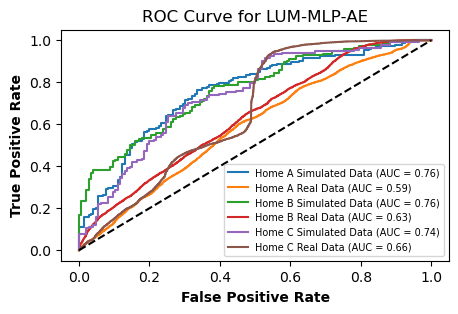 ROC Curve for LUM-MLP-AE
True Positive Rate
1.0
0.8
0.6
0.4
0.2
0.0
Home A Simulated Data (AUC = 0.76)
Home A Real Data (AUC = 0.59)
Home B Simulated Data (AUC = 0.76)
Home B Real Data (AUC = 0.63)
Home C Simulated Data (AUC = 0.74)
Home C Real Data (AUC = 0.66)
0.0 0.2 0.4 0.6 0.8 1.0
False Positive Rate